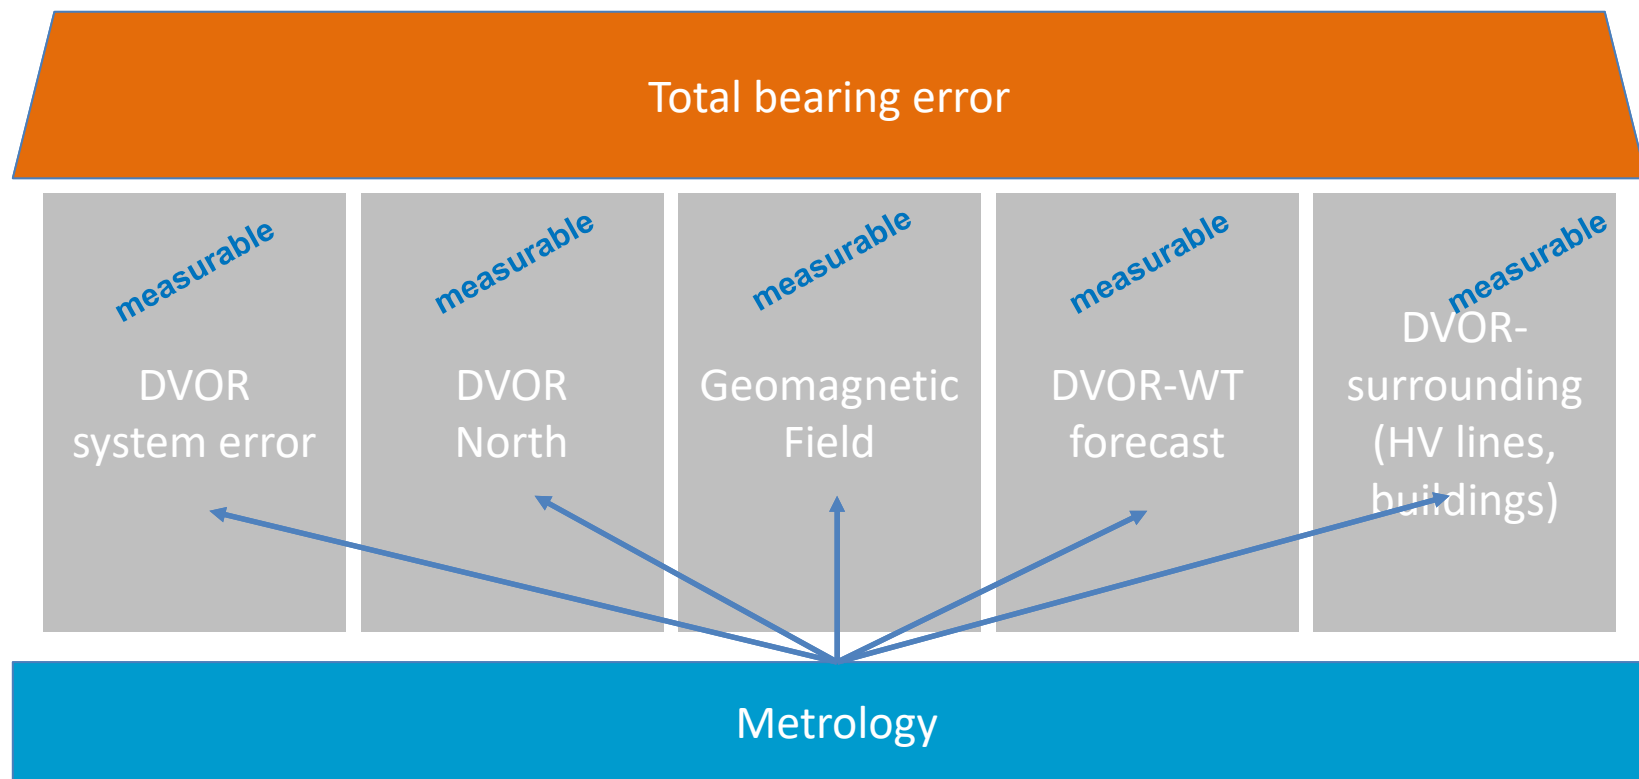 Total bearing error
measurable
DVOR
system error
measurable
DVOR
North
measurable
Geomagnetic
Field
measurable
DVOR-WT
forecast
measurable
DVOR-
surrounding
(HV lines,
buildings)
Metrology